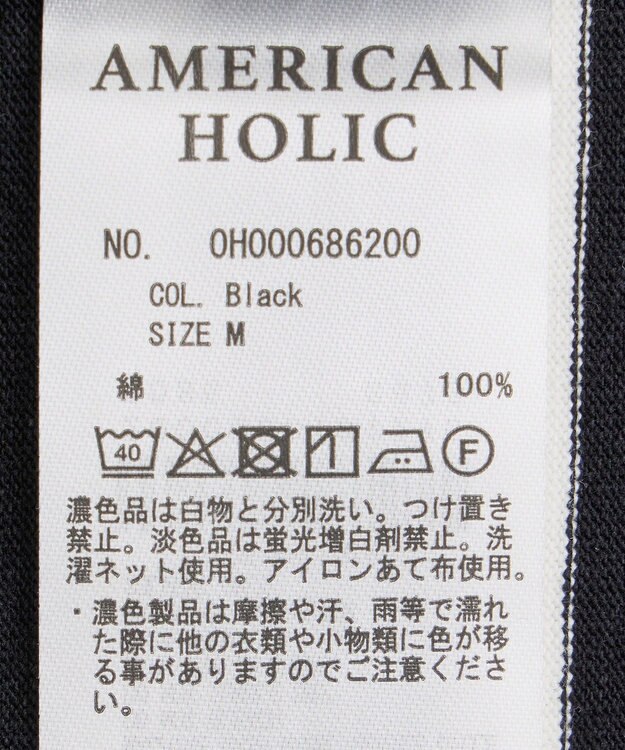 AMERICAN
HOLIC
NO. 0H000686200
COL. Black
SIZE M
綿 100%
40 F
濃色品は白物と分別洗い。つけ置き
禁止。淡色品は蛍光増白剤禁止。洗
濯ネット使用。アイロンあて布使用。
・濃色製品は摩擦や汗、雨等で濡れ
た際に他の衣類や小物類に色が移
る事がありますのでご注意くださ
い。